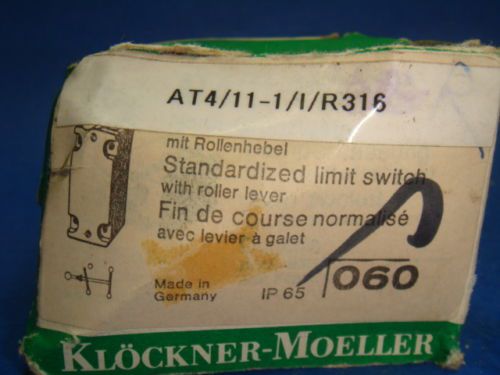 AT4/11-1/I/R316
mit Rollenhebel
Standardized limit switch
with roller lever
Fin de course normalisé
avec levier à galet
Made in
Germany
IP 65
060
KLÖCKNER-MOELLER